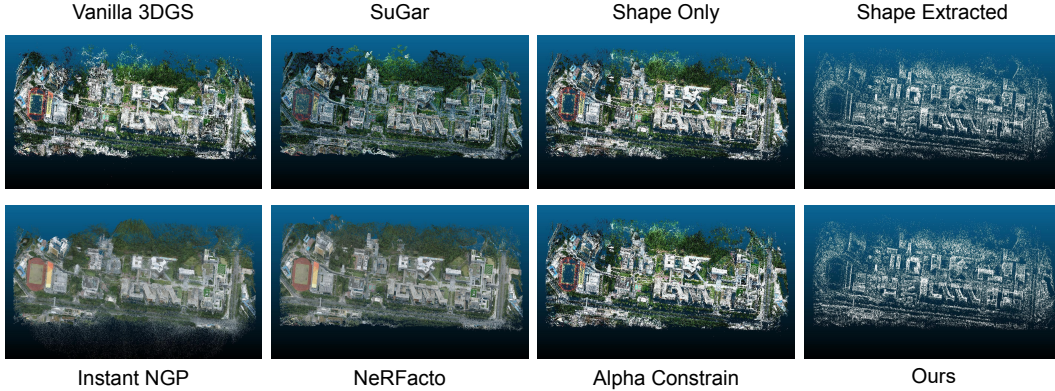 Vanilla 3DGS
SuGar
Shape Only
Shape Extracted
Instant NGP
NeRFacto
Alpha Constrain
Ours